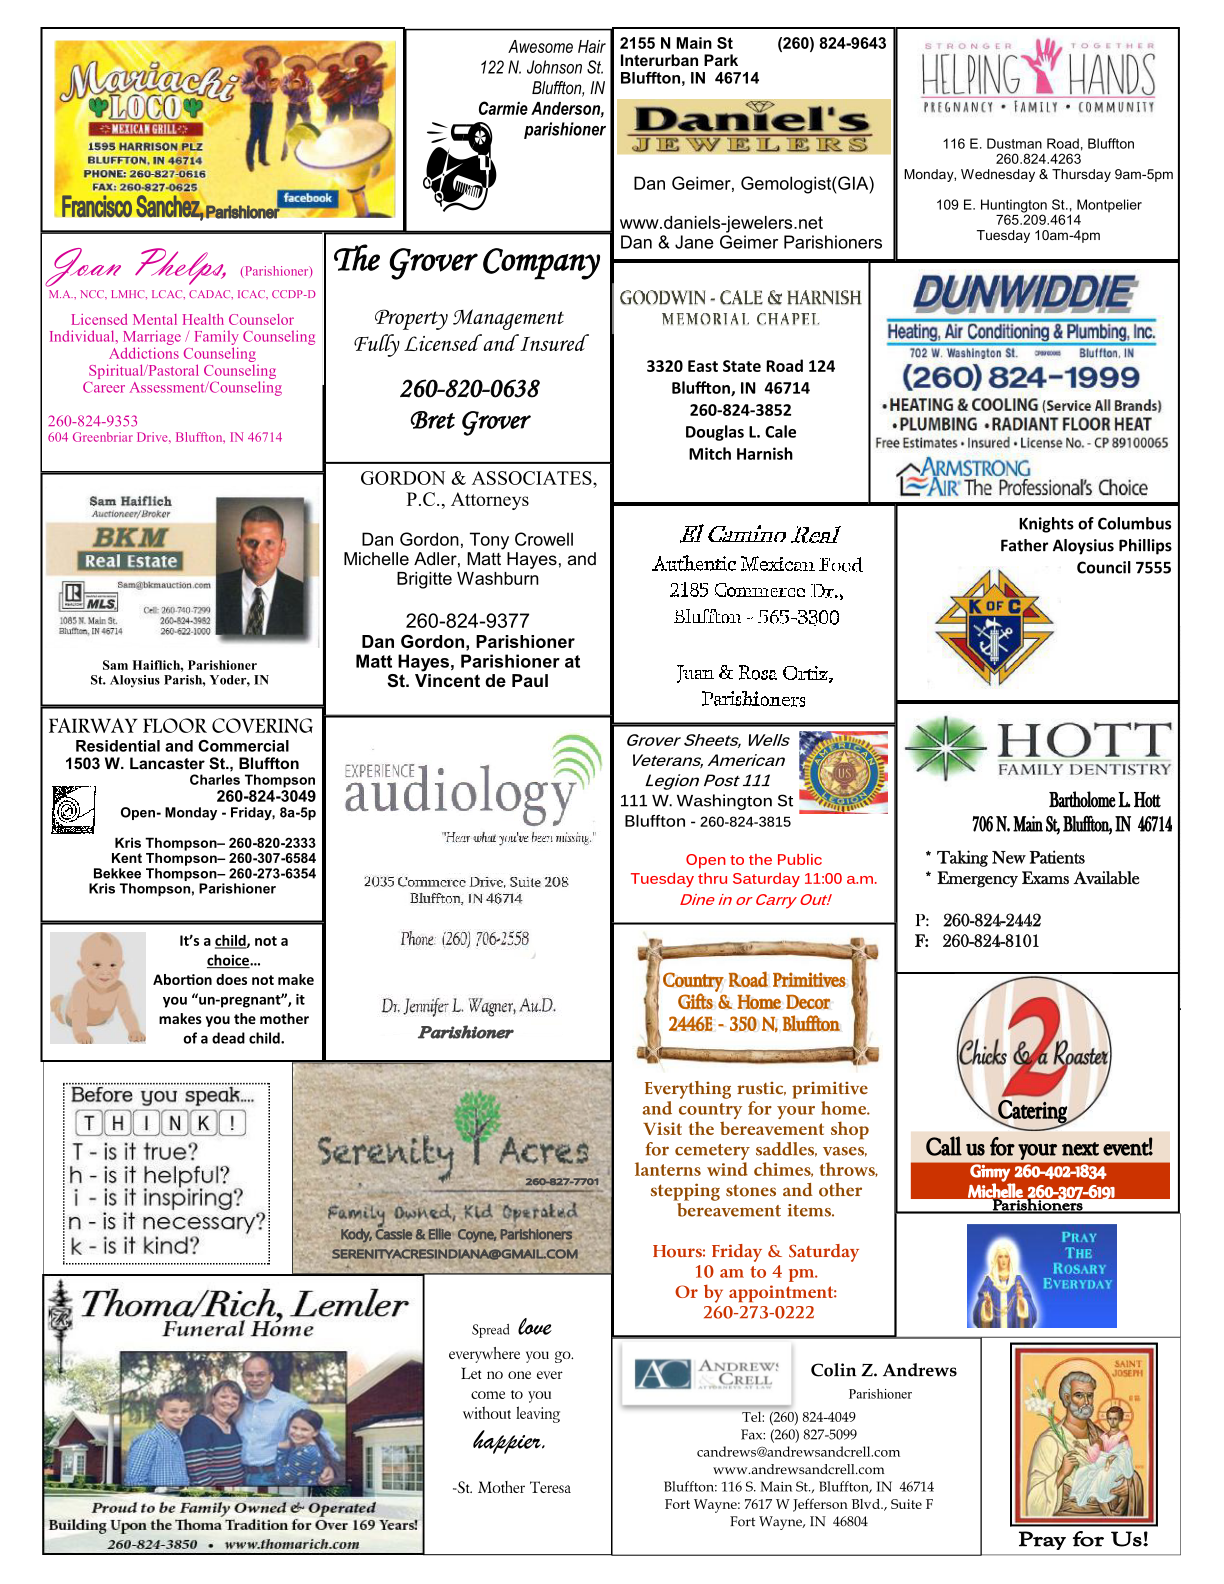 Mariachi
LOCO
MEXICAN GRILL
1595 HARRISON PLZ
BLUFFTON, IN 46714
PHONE: 260-827-0616
FAX: 260-827-0625
facebook
Francisco Sanchez, Parishioner
Awesome Hair
122 N. Johnson St.
Bluffton, IN
Carmie Anderson,
parishioner
2155 N Main St (260) 824-9643
Interurban Park
Bluffton, IN 46714
Daniel's
JEWELERS
Dan Geimer, Gemologist(GIA)
www.daniels-jewelers.net
Dan & Jane Geimer Parishioners
STRONGER TOGETHER
HELPING HANDS
PREGNANCY • FAMILY • COMMUNITY
116 E. Dustman Road, Bluffton
260.824.4263
Monday, Wednesday & Thursday 9am-5pm
109 E. Huntington St., Montpelier
765.209.4614
Tuesday 10am-4pm
Joan Phelps, (Parishioner)
M.A., NCC, LMHC, LCAC, CADAC, ICAC, CCDP-D
Licensed Mental Health Counselor
Individual, Marriage / Family Counseling
Addictions Counseling
Spiritual/Pastoral Counseling
Career Assessment/Counseling
260-824-9353
604 Greenbriar Drive, Bluffton, IN 46714
The Grover Company
Property Management
Fully Licensed and Insured
260-820-0638
Bret Grover
GOODWIN - CALE & HARNISH
MEMORIAL CHAPEL
3320 East State Road 124
Bluffton, IN 46714
260-824-3852
Douglas L. Cale
Mitch Harnish
DUNWIDDIE
Heating, Air Conditioning & Plumbing, Inc.
702 W. Washington St. Bluffton, IN
(260) 824-1999
• HEATING & COOLING (Service All Brands)
• PLUMBING • RADIANT FLOOR HEAT
Free Estimates • Insured • License No. - CP 89100065
ARMSTRONG
AIR The Professional's Choice
Sam Haiflich
Auctioneer/Broker
BKM
Real Estate
Sam@bkmauction.com
REALTOR MLS
Cell: 260-740-7299
1085 N. Main St. 260-824-3982
Bluffton, IN 46714 260-622-1000
Sam Haiflich, Parishioner
St. Aloysius Parish, Yoder, IN
GORDON & ASSOCIATES,
P.C., Attorneys
Dan Gordon, Tony Crowell
Michelle Adler, Matt Hayes, and
Brigitte Washburn
260-824-9377
Dan Gordon, Parishioner
Matt Hayes, Parishioner at
St. Vincent de Paul
El Camino Real
Authentic Mexican Food
2185 Commerce Dr.,
Bluffton - 565-3300
Juan & Rosa Ortiz,
Parishioners
Knights of Columbus
Father Aloysius Phillips
Council 7555
K OF C
FAIRWAY FLOOR COVERING
Residential and Commercial
1503 W. Lancaster St., Bluffton
Charles Thompson
260-824-3049
Open- Monday - Friday, 8a-5p
Kris Thompson– 260-820-2333
Kent Thompson– 260-307-6584
Bekkee Thompson– 260-273-6354
Kris Thompson, Parishioner
EXPERIENCE
audiology
"Hear what you've been missing."
2035 Commerce Drive, Suite 208
Bluffton, IN 46714
Phone: (260) 706-2558
Dr. Jennifer L. Wagner, Au.D.
Parishioner
Grover Sheets, Wells
Veterans, American
Legion Post 111
111 W. Washington St
Bluffton - 260-824-3815
AMERICAN
US
LEGION
Open to the Public
Tuesday thru Saturday 11:00 a.m.
Dine in or Carry Out!
HOTT
FAMILY DENTISTRY
Bartholome L. Hott
706 N. Main St, Bluffton, IN 46714
* Taking New Patients
* Emergency Exams Available
P: 260-824-2442
F: 260-824-8101
It's a child, not a
choice…
Abortion does not make
you "un-pregnant", it
makes you the mother
of a dead child.
Country Road Primitives
Gifts & Home Decor
2446E - 350 N, Bluffton
Everything rustic, primitive
and country for your home.
Visit the bereavement shop
for cemetery saddles, vases,
lanterns wind chimes, throws,
stepping stones and other
bereavement items.
Hours: Friday & Saturday
10 am to 4 pm.
Or by appointment:
260-273-0222
2
Chicks & a Roaster
Catering
Call us for your next event!
Ginny 260-402-1834
Michelle 260-307-6191
Parishioners
Before you speak....
THINK!
T - is it true?
h - is it helpful?
i - is it inspiring?
n - is it necessary?
k - is it kind?
Serenity Acres
260-827-7701
Family Owned, Kid Operated
Kody, Cassie & Ellie Coyne, Parishioners
SERENITYACRESINDIANA@GMAIL.COM
PRAY
THE
ROSARY
EVERYDAY
Thoma/Rich, Lemler
Funeral Home
Proud to be Family Owned & Operated
Building Upon the Thoma Tradition for Over 169 Years!
260-824-3850 • www.thomarich.com
Spread love
everywhere you go.
Let no one ever
come to you
without leaving
happier.
-St. Mother Teresa
AC ANDREWS
& CRELL
ATTORNEYS AT LAW
Colin Z. Andrews
Parishioner
Tel: (260) 824-4049
Fax: (260) 827-5099
candrews@andrewsandcrell.com
www.andrewsandcrell.com
Bluffton: 116 S. Main St., Bluffton, IN 46714
Fort Wayne: 7617 W Jefferson Blvd., Suite F
Fort Wayne, IN 46804
SAINT
JOSEPH
Pray for Us!